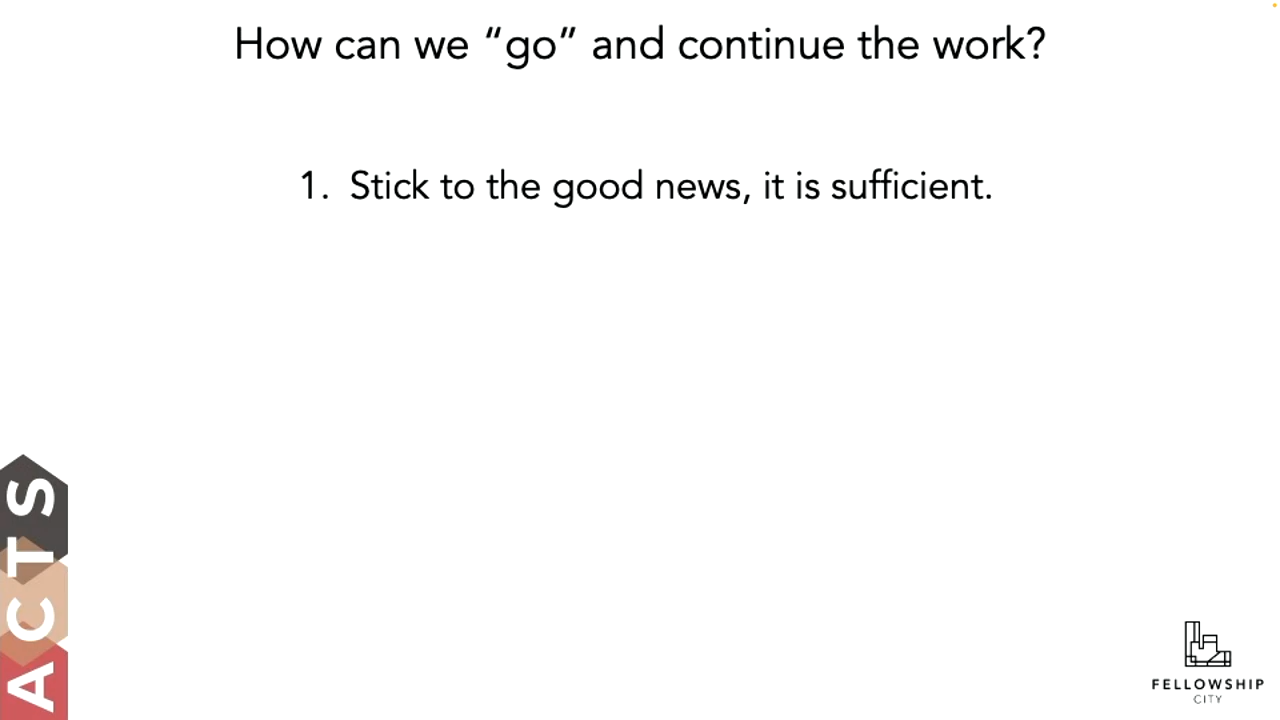 How can we “go” and continue the work?
1. Stick to the good news, it is sufficient.
ACTS
FELLOWSHIP
CITY